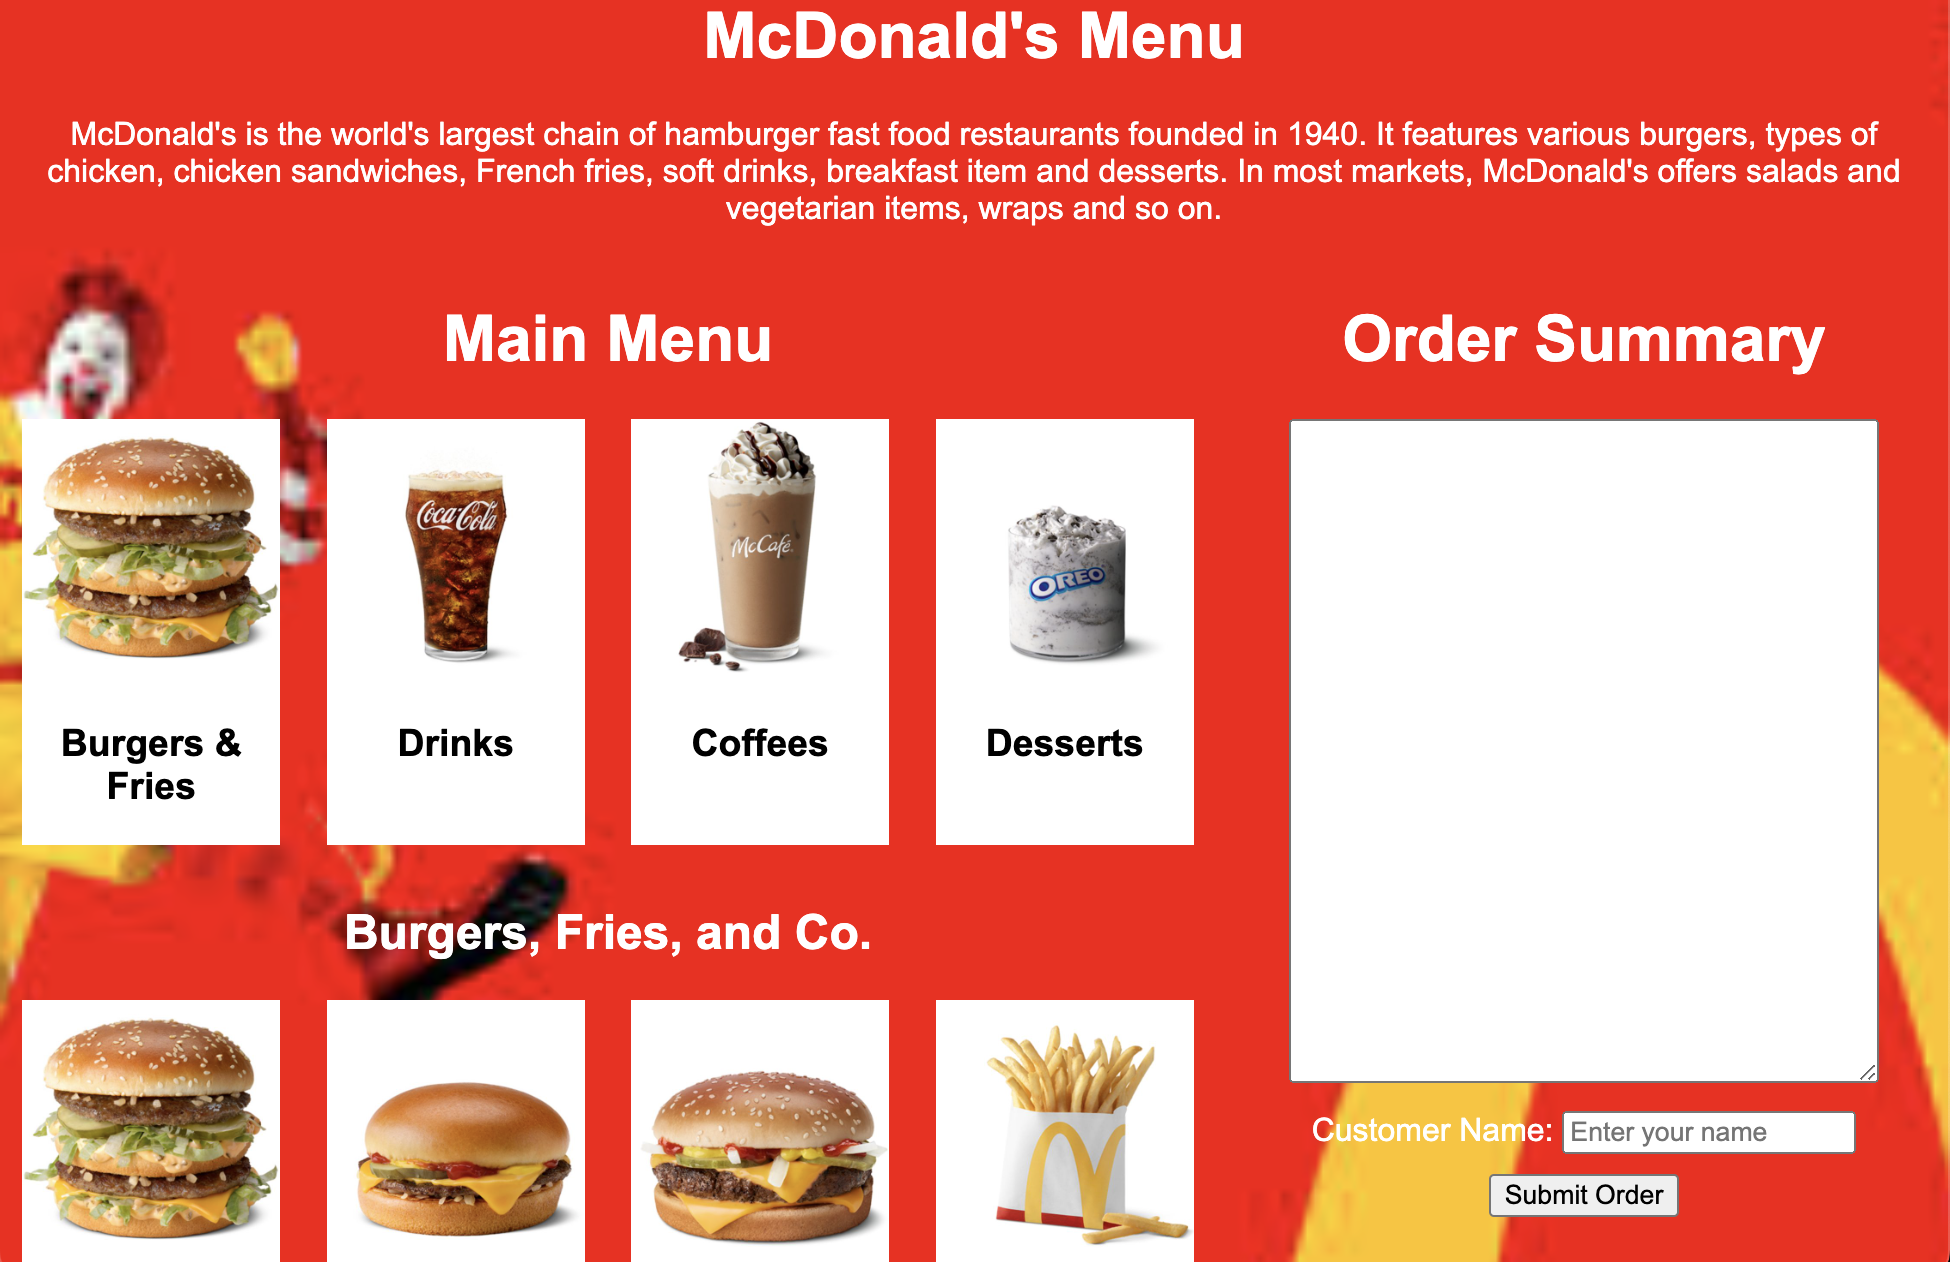 McDonald's Menu
McDonald's is the world's largest chain of hamburger fast food restaurants founded in 1940. It features various burgers, types of
chicken, chicken sandwiches, French fries, soft drinks, breakfast item and desserts. In most markets, McDonald's offers salads and
vegetarian items, wraps and so on.
Main Menu
Coca-Cola
McCafé
OREO
Burgers &
Fries
Drinks
Coffees
Desserts
Burgers, Fries, and Co.
Order Summary
Customer Name: Enter your name
Submit Order